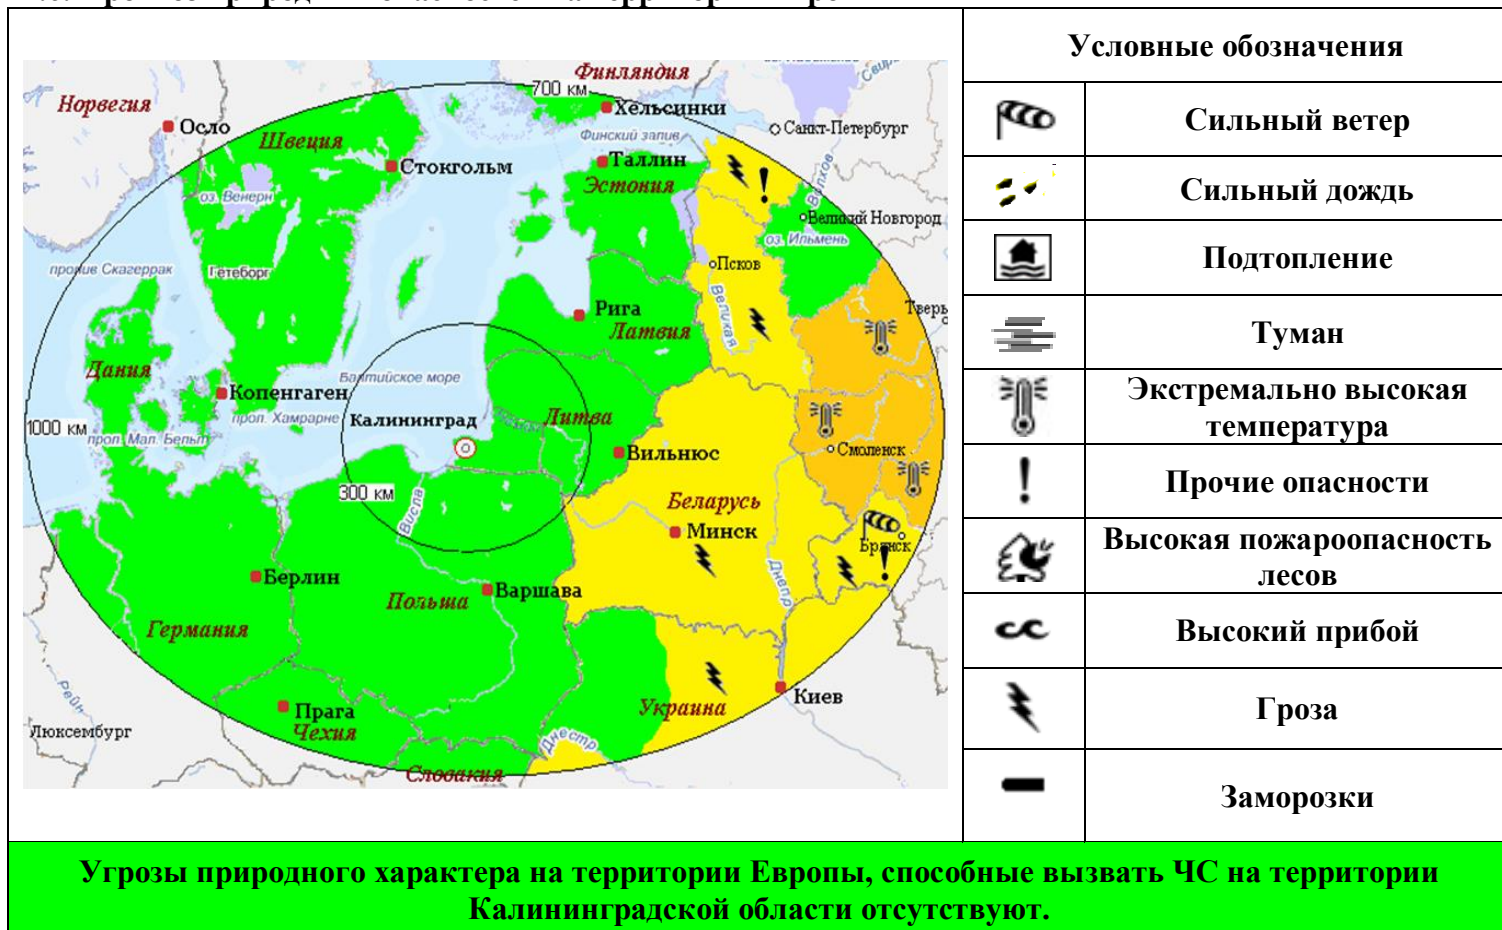 Условные обозначения
Сильный ветер
Сильный дождь
Подтопление
Туман
Экстремально высокая
температура
Прочие опасности
Высокая пожароопасность
лесов
Высокий прибой
Гроза
Заморозки
Финляндия
700 км
Хельсинки
Норвегия
Осло
Швеция
Финский залив
Санкт-Петербург
Стокгольм
Таллин
Эстония
Волхов
оз. Венерн
Великий Новгород
оз. Ильмень
пролив Скагеррак
Гетеборг
Псков
Великая
Рига
Латвия
Тверь
Дания
Балтийское море
Копенгаген
прол. Хамрарне
Калининград
Литва
1000 км
прол. Мал. Бельт
Вильнюс
Смоленск
300 км
Висла
Беларусь
Минск
Брянск
Днепр
Берлин
Польша
Варшава
Германия
Рейн
Киев
Украина
Прага
Чехия
Люксембург
Днестр
Словакия
Угрозы природного характера на территории Европы, способные вызвать ЧС на территории
Калининградской области отсутствуют.